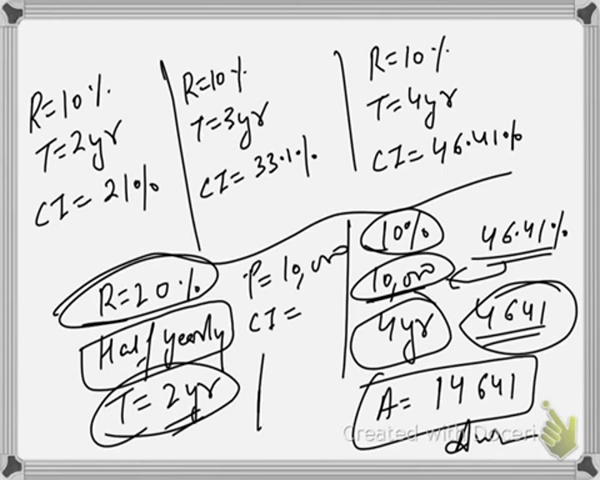 R=10%
T=2yr
CI=21%
R=10%
T=3yr
CI=33.1%
R=10%
T=4yr
CI=46.41%
R=20%
Half yearly
T=2yr
P=10,000
CI=
10%
10,000
4yr
46.41%
4641
A=14641
Ans
Created with Doceri